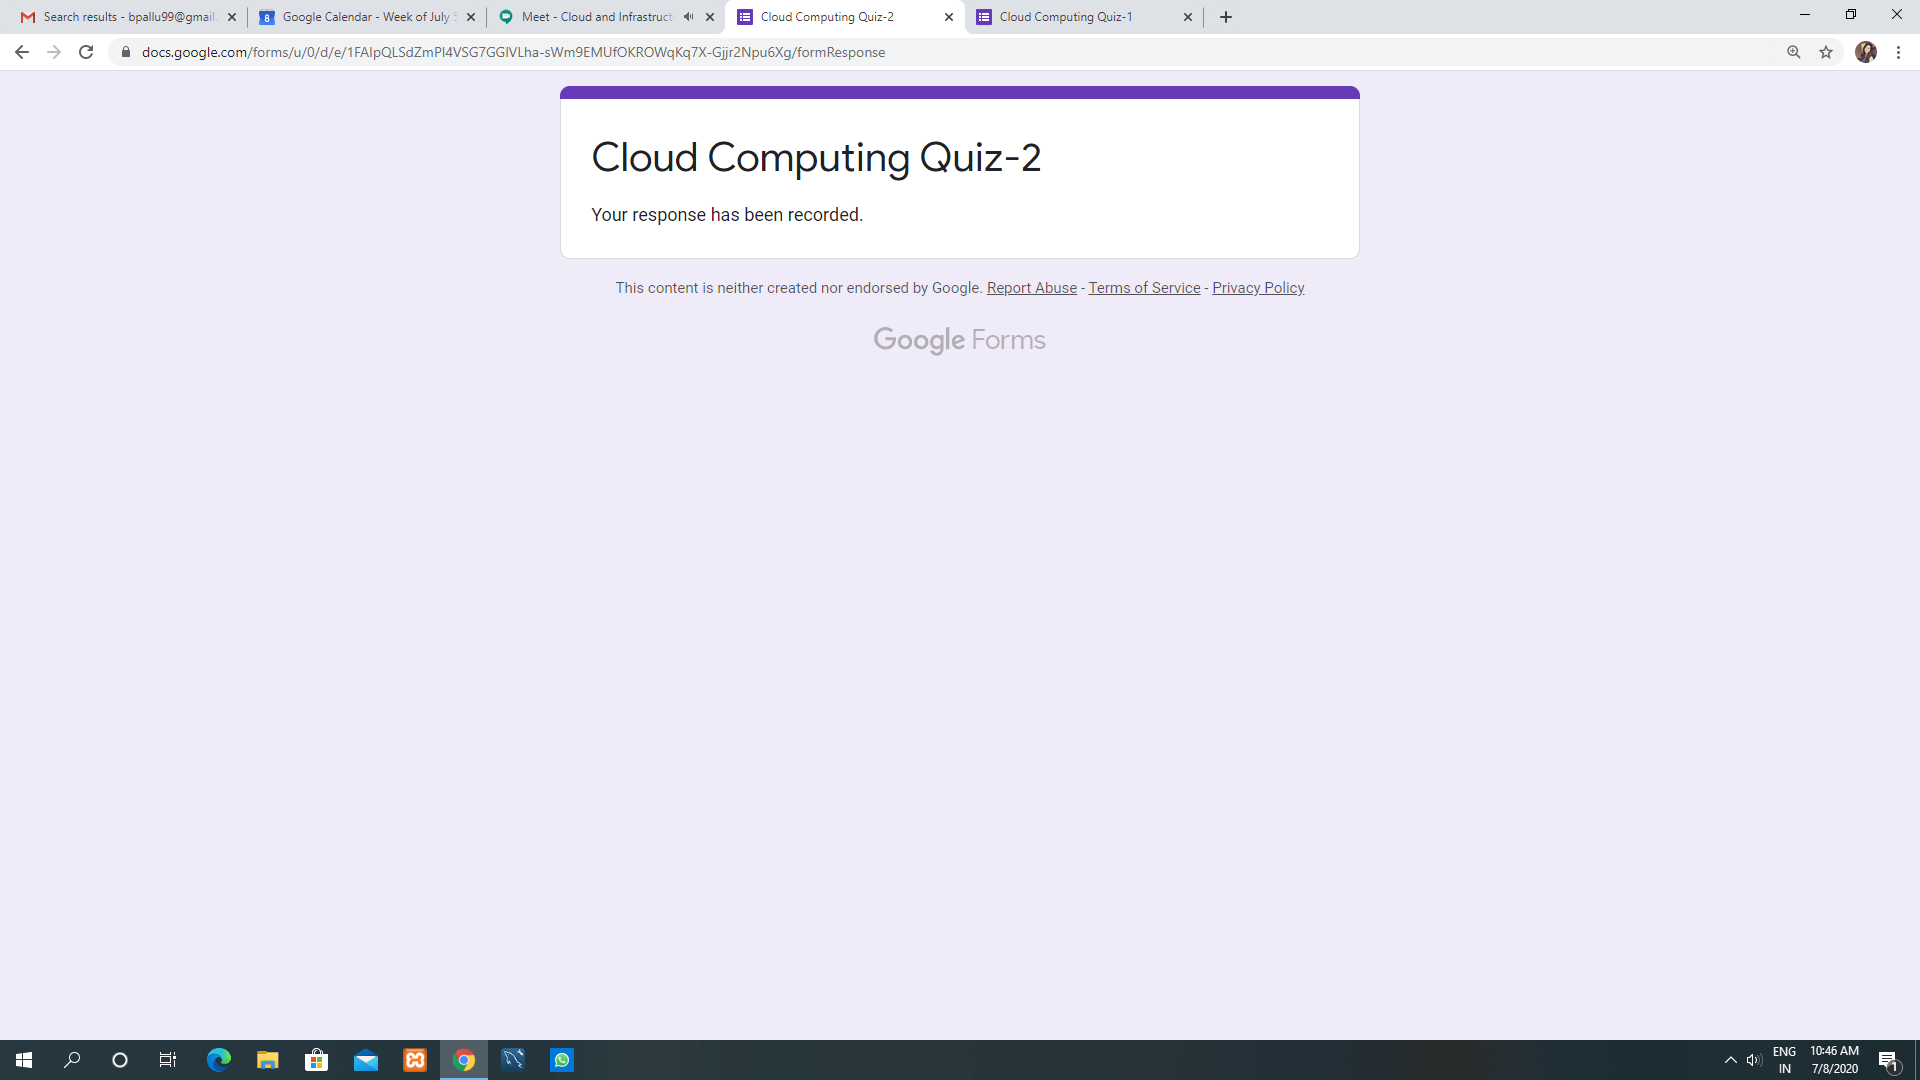 Search results - bpallu99@gmail.
Google Calendar - Week of July 5
Meet - Cloud and Infrastructu
Cloud Computing Quiz-2
Cloud Computing Quiz-1
docs.google.com/forms/u/0/d/e/1FAIpQLSdZmPI4VSG7GGIVLha-sWm9EMUfOKROWqKq7X-Gjjr2Npu6Xg/formResponse
Cloud Computing Quiz-2
Your response has been recorded.
This content is neither created nor endorsed by Google. Report Abuse - Terms of Service - Privacy Policy
Google Forms
ENG 10:46 AM
IN 7/8/2020
1